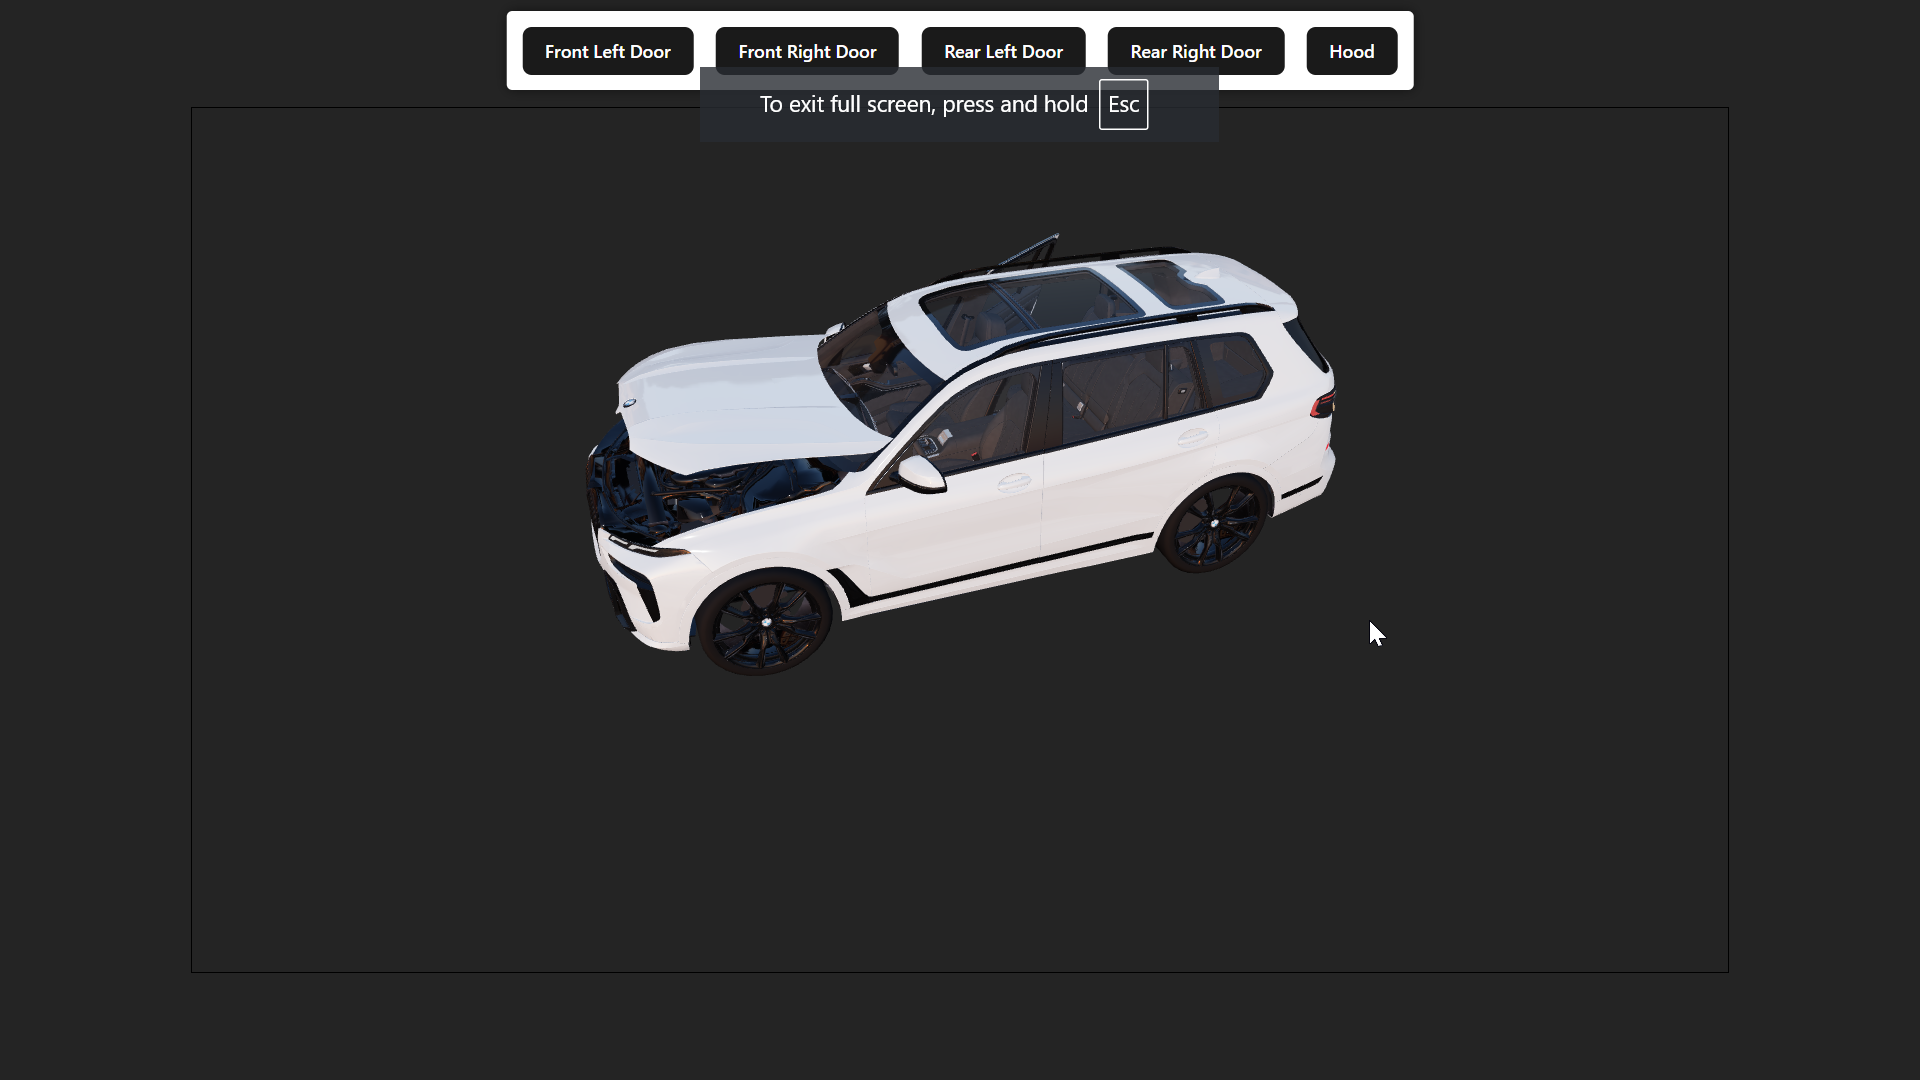 Front Left Door
Front Right Door
Rear Left Door
Rear Right Door
Hood
To exit full screen, press and hold Esc